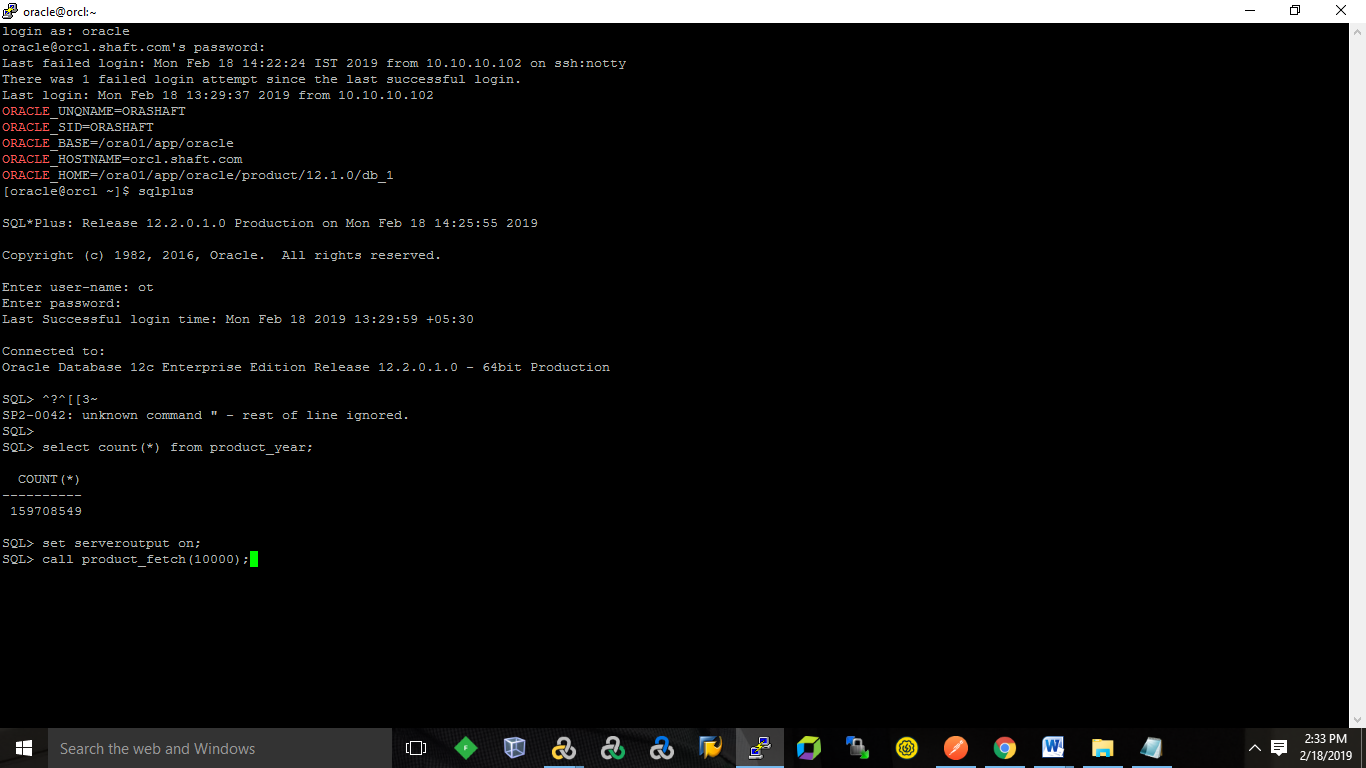 oracle@orcl:~
login as: oracle
oracle@orcl.shaft.com's password:
Last failed login: Mon Feb 18 14:22:24 IST 2019 from 10.10.10.102 on ssh:notty
There was 1 failed login attempt since the last successful login.
Last login: Mon Feb 18 13:29:37 2019 from 10.10.10.102
ORACLE_UNQNAME=ORASHAFT
ORACLE_SID=ORASHAFT
ORACLE_BASE=/ora01/app/oracle
ORACLE_HOSTNAME=orcl.shaft.com
ORACLE_HOME=/ora01/app/oracle/product/12.1.0/db_1
[oracle@orcl ~]$ sqlplus
SQL*Plus: Release 12.2.0.1.0 Production on Mon Feb 18 14:25:55 2019
Copyright (c) 1982, 2016, Oracle.  All rights reserved.
Enter user-name: ot
Enter password:
Last Successful login time: Mon Feb 18 2019 13:29:59 +05:30
Connected to:
Oracle Database 12c Enterprise Edition Release 12.2.0.1.0 - 64bit Production
SQL> ^?^[[3~
SP2-0042: unknown command " - rest of line ignored.
SQL>
SQL> select count(*) from product_year;
COUNT(*)
----------
159708549
SQL> set serveroutput on;
SQL> call product_fetch(10000);
Search the web and Windows
2:33 PM
2/18/2019